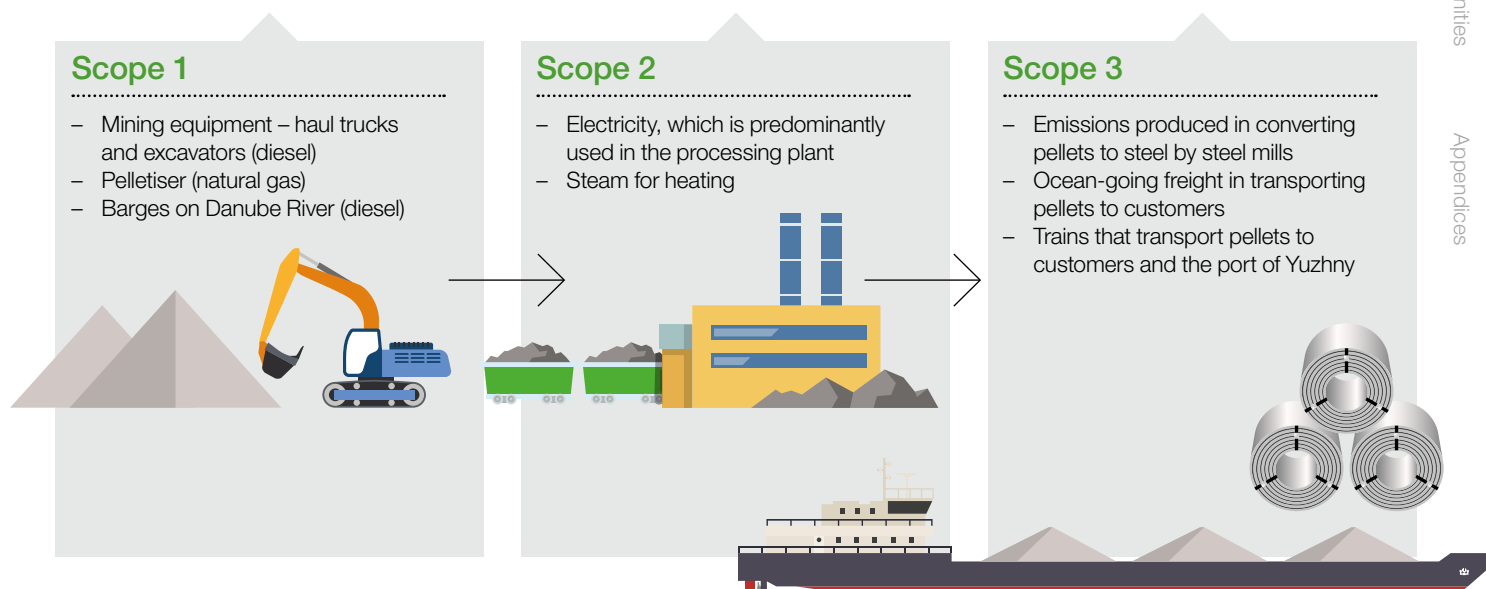 Scope 1
– Mining equipment – haul trucks
and excavators (diesel)
– Pelletiser (natural gas)
– Barges on Danube River (diesel)
Scope 2
– Electricity, which is predominantly
used in the processing plant
– Steam for heating
Scope 3
– Emissions produced in converting
pellets to steel by steel mills
– Ocean-going freight in transporting
pellets to customers
– Trains that transport pellets to
customers and the port of Yuzhny
Appendices